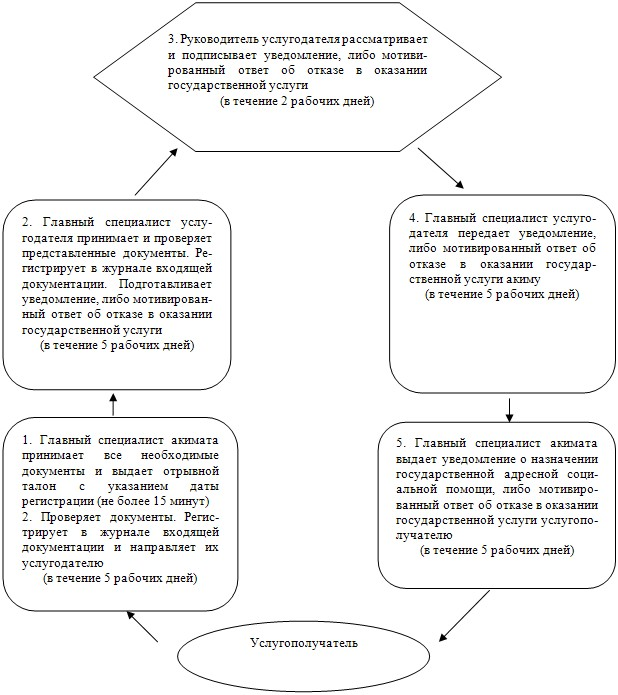 3. Руководитель услугодателя рассматривает
и подписывает уведомление, либо мотиви-
рованный ответ об отказе в оказании
государственной услуги
(в течение 2 рабочих дней)
2. Главный специалист услу-
годателя принимает и проверяет
представленные документы. Ре-
гистрирует в журнале входящей
документации. Подготавливает
уведомление, либо мотивирован-
ный ответ об отказе в оказании
государственной услуги
(в течение 5 рабочих дней)
4. Главный специалист услуго-
дателя передает уведомление,
либо мотивированный ответ об
отказе в оказании государ-
ственной услуги акиму
(в течение 5 рабочих дней)
1. Главный специалист акимата
принимает все необходимые
документы и выдает отрывной
талон с указанием даты
регистрации (не более 15 минут)
2. Проверяет документы. Регис-
трирует в журнале входящей
документации и направляет их
услугодателю
(в течение 5 рабочих дней)
5. Главный специалист акимата
выдает уведомление о назначении
государственной адресной соци-
альной помощи, либо мотивиро-
ванный ответ об отказе в оказании
государственной услуги услугопо-
лучателю
(в течение 5 рабочих дней)
Услугополучатель